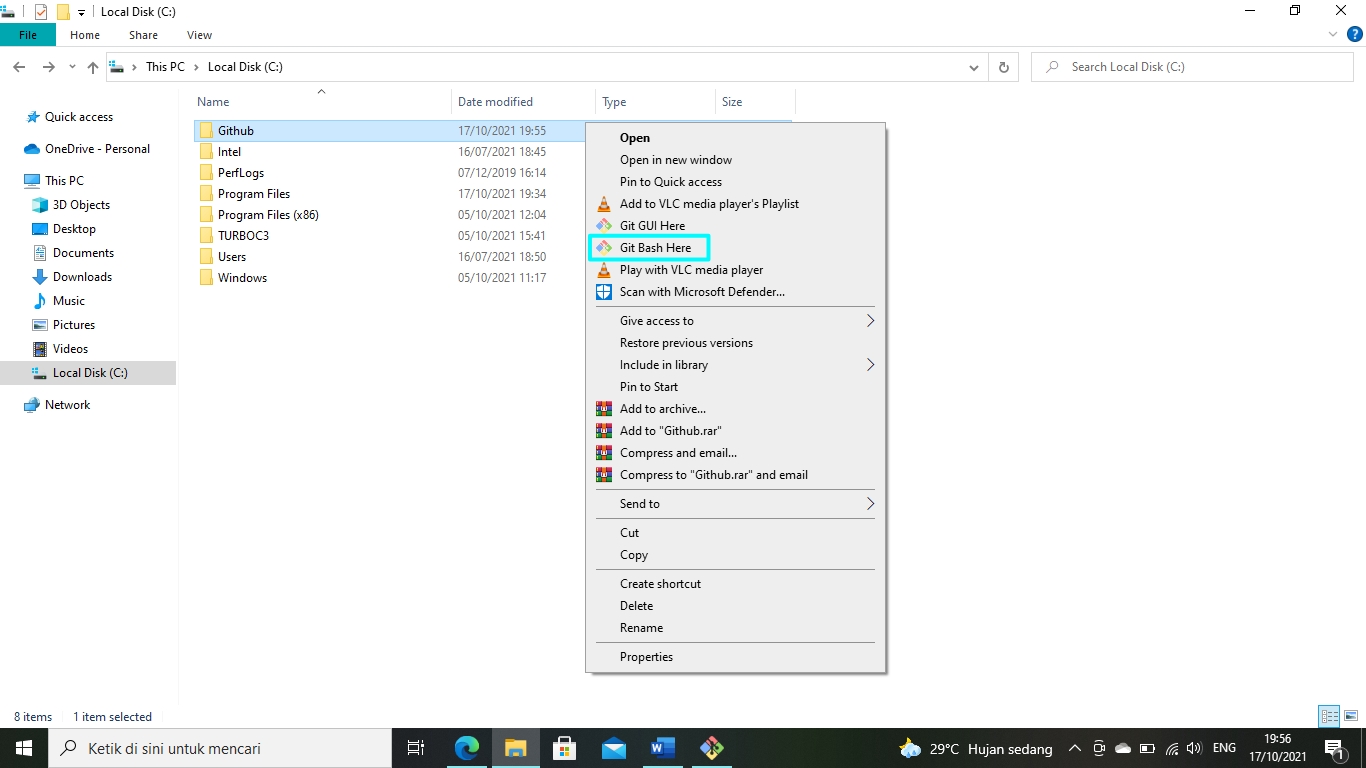 Local Disk (C:)
File Home Share View
This PC Local Disk (C:) Search Local Disk (C:)
Name Date modified Type Size
Quick access
OneDrive - Personal
This PC
3D Objects
Desktop
Documents
Downloads
Music
Pictures
Videos
Local Disk (C:)
Network
Github 17/10/2021 19:55
Intel 16/07/2021 18:45
PerfLogs 07/12/2019 16:14
Program Files 17/10/2021 19:34
Program Files (x86) 05/10/2021 12:04
TURBOC3 05/10/2021 15:41
Users 16/07/2021 18:50
Windows 05/10/2021 11:17
Open
Open in new window
Pin to Quick access
Add to VLC media player's Playlist
Git GUI Here
Git Bash Here
Play with VLC media player
Scan with Microsoft Defender...
Give access to
Restore previous versions
Include in library
Pin to Start
Add to archive...
Add to "Github.rar"
Compress and email...
Compress to "Github.rar" and email
Send to
Cut
Copy
Create shortcut
Delete
Rename
Properties
8 items 1 item selected
Ketik di sini untuk mencari
29°C Hujan sedang
ENG
19:56
17/10/2021
1